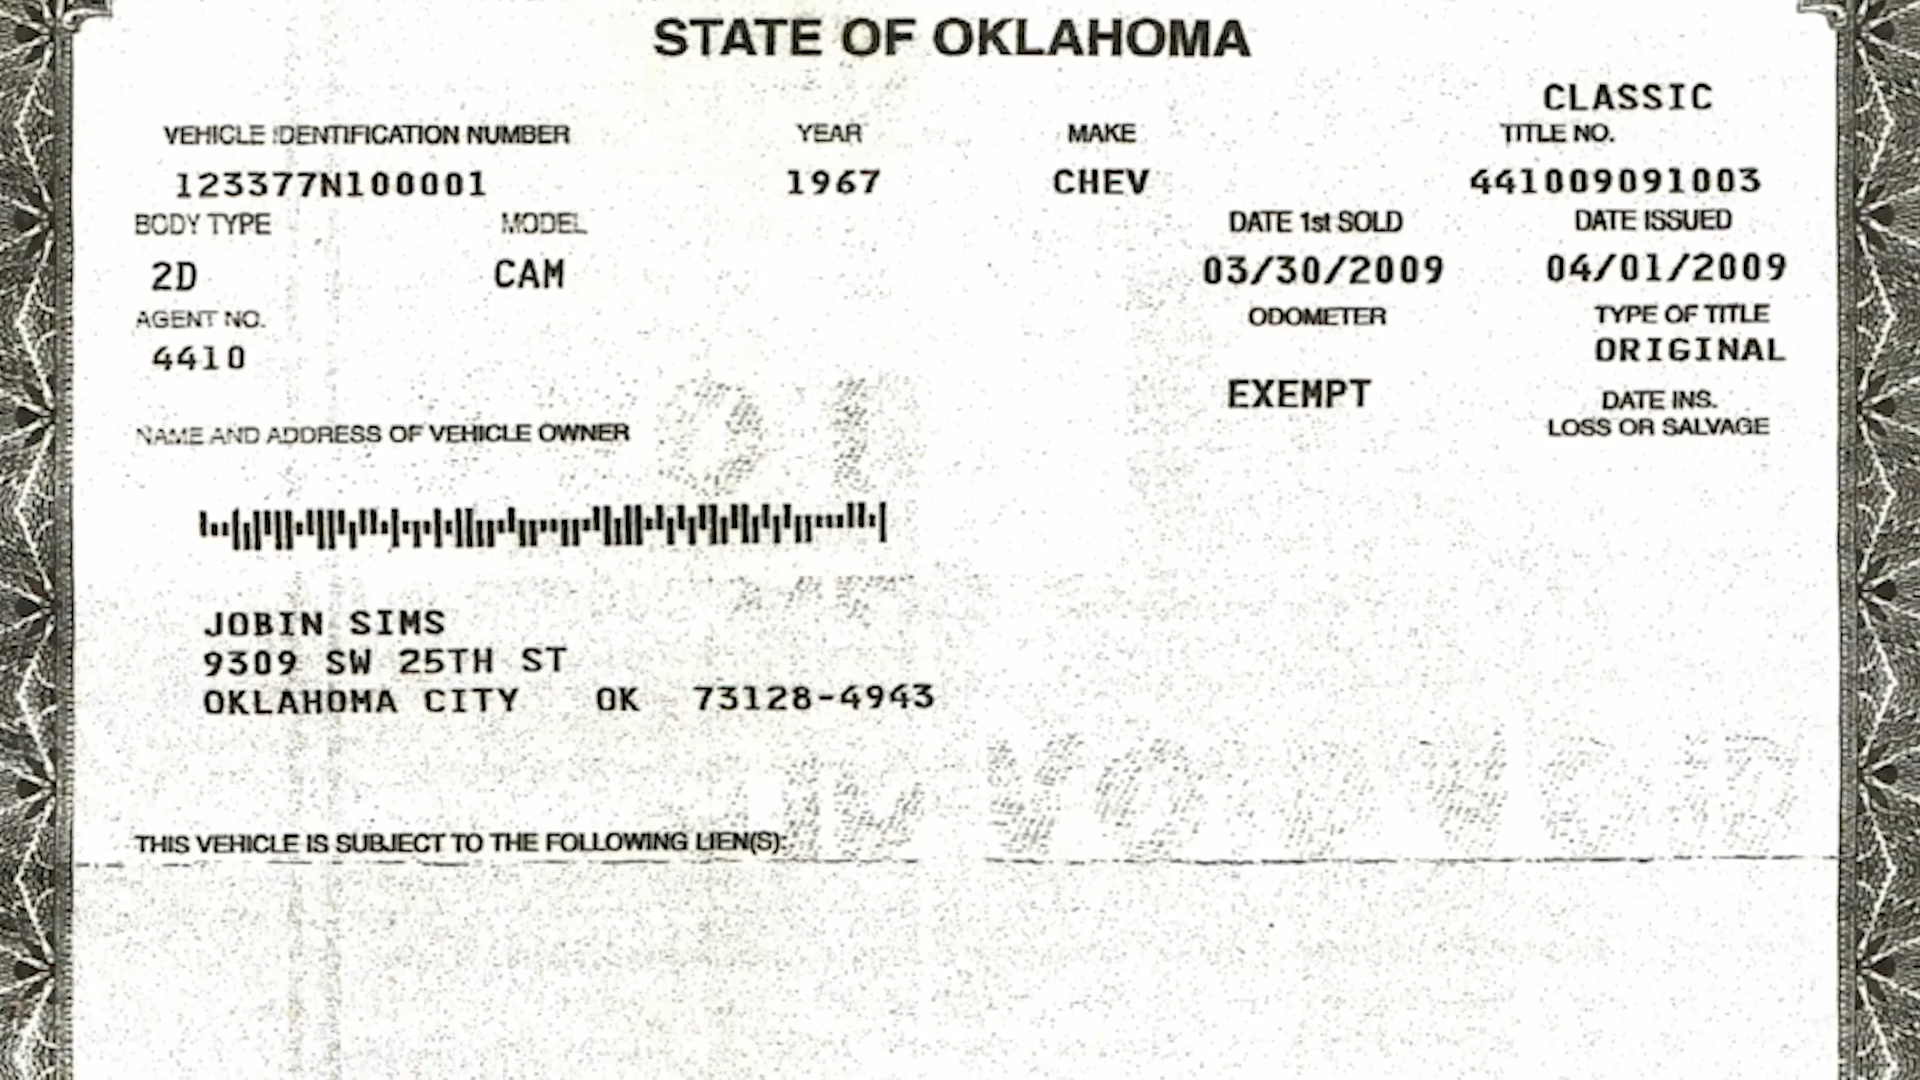 STATE OF OKLAHOMA
CLASSIC
VEHICLE IDENTIFICATION NUMBER YEAR MAKE TITLE NO.
123377N100001 1967 CHEV 441009091003
BODY TYPE MODEL DATE 1st SOLD DATE ISSUED
2D CAM 03/30/2009 04/01/2009
AGENT NO. ODOMETER TYPE OF TITLE
4410 ORIGINAL
EXEMPT DATE INS.
LOSS OR SALVAGE
NAME AND ADDRESS OF VEHICLE OWNER
JOBIN SIMS
9309 SW 25TH ST
OKLAHOMA CITY OK 73128-4943
THIS VEHICLE IS SUBJECT TO THE FOLLOWING LIEN(S):